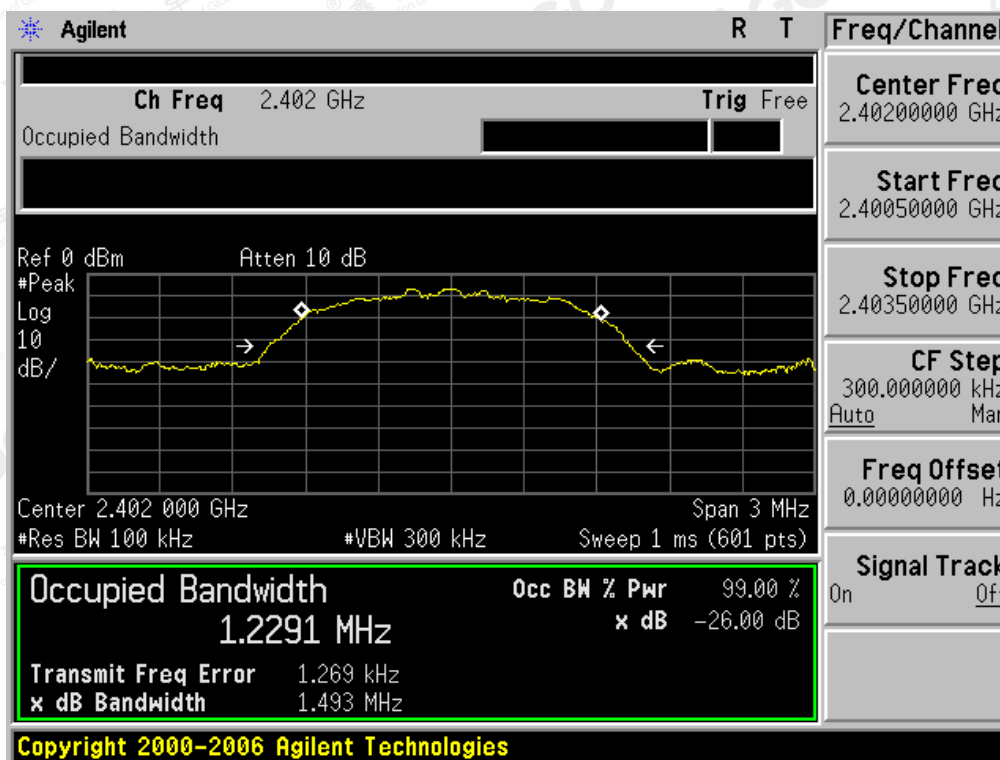 Agilent R T Freq/Channel
Ch Freq 2.402 GHz Trig Free
Occupied Bandwidth
Center Freq
2.40200000 GHz
Start Freq
2.40050000 GHz
Stop Freq
2.40350000 GHz
CF Step
300.000000 kHz
Auto Man
Freq Offset
0.00000000 Hz
Signal Track
On Off
Ref 0 dBm Atten 10 dB
#Peak
Log
10
dB/
Center 2.402 000 GHz Span 3 MHz
#Res BW 100 kHz #VBW 300 kHz Sweep 1 ms (601 pts)
Occupied Bandwidth
1.2291 MHz
Occ BW % Pwr 99.00 %
x dB -26.00 dB
Transmit Freq Error 1.269 kHz
x dB Bandwidth 1.493 MHz
Copyright 2000-2006 Agilent Technologies